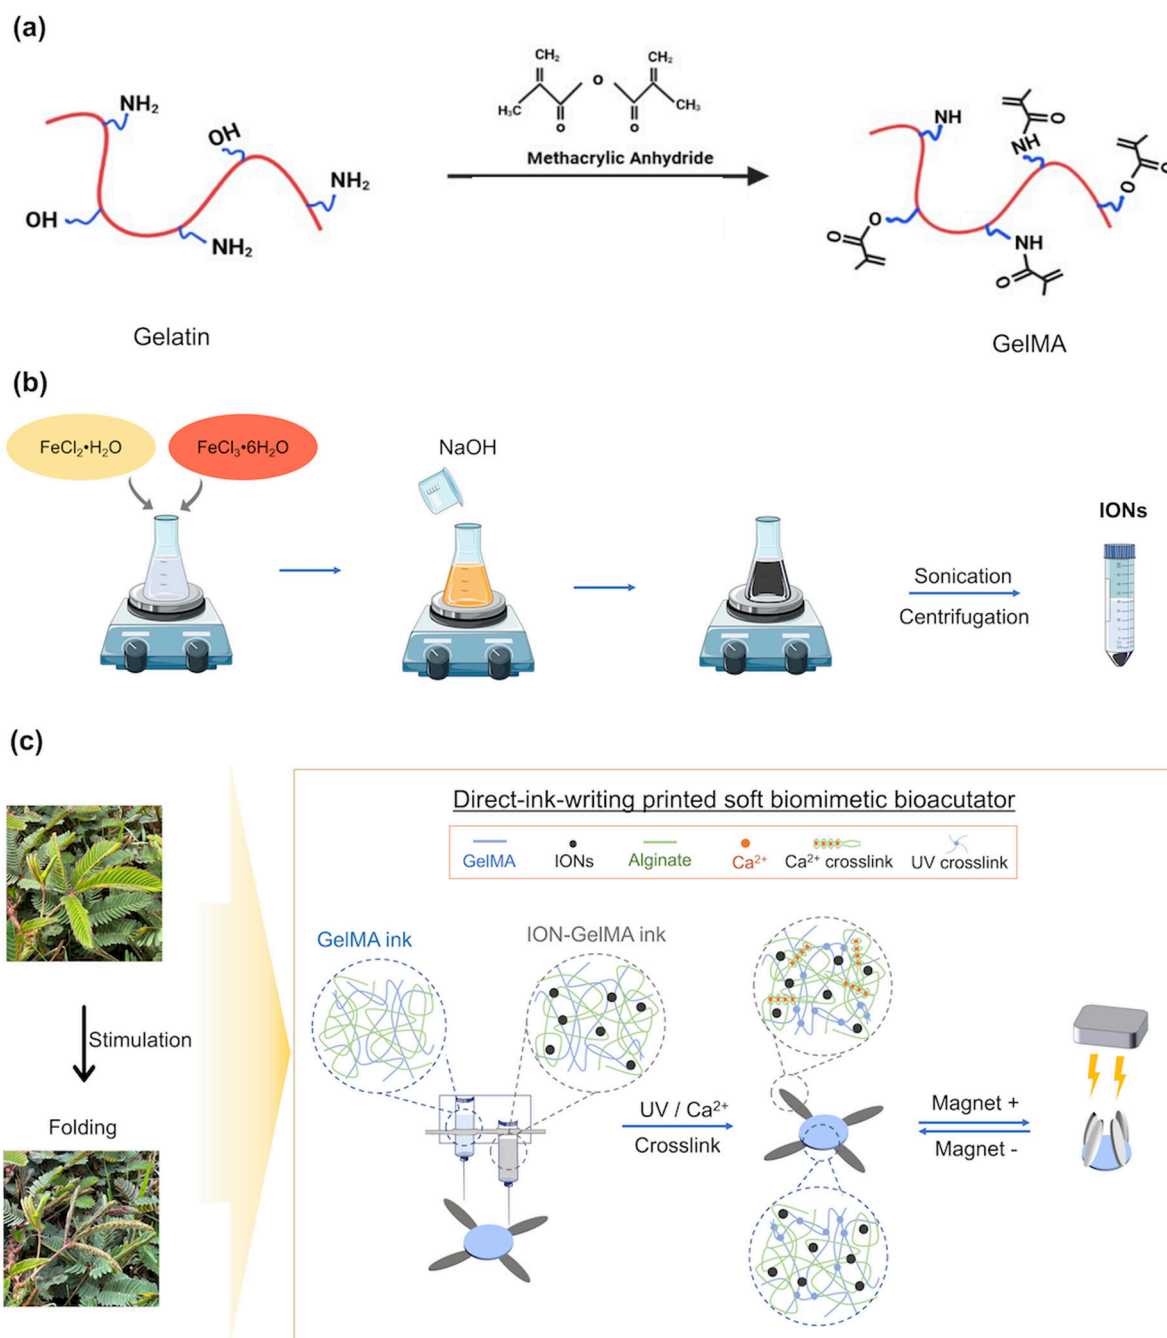 (a)
NH2
OH
NH2
OH
NH2
Gelatin
CH2
CH2
O
H3C
CH3
O
O
Methacrylic Anhydride
NH
O
NH
O
O
O
O
NH
O
GelMA
(b)
FeCl2•H2O
FeCl3•6H2O
NaOH
Sonication
Centrifugation
IONs
(c)
Stimulation
Folding
Direct-ink-writing printed soft biomimetic bioacutator
GelMA
IONs
Alginate
Ca2+
Ca2+ crosslink
UV crosslink
GelMA ink
ION-GelMA ink
UV / Ca2+
Crosslink
Magnet +
Magnet -